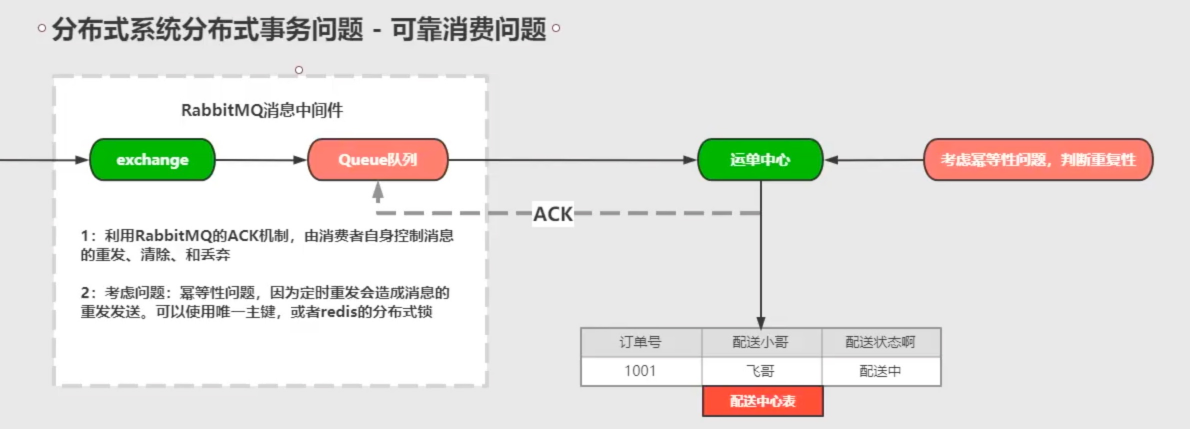 分布式系统分布式事务问题 - 可靠消费问题
RabbitMQ消息中间件
exchange
Queue队列
运单中心
考虑幂等性问题，判断重复性
ACK
1：利用RabbitMQ的ACK机制，由消费者自身控制消息
的重发、清除、和丢弃
2：考虑问题：幂等性问题，因为定时重发会造成消息的
重发发送。可以使用唯一主键，或者redis的分布式锁
订单号 配送小哥 配送状态啊
1001 飞哥 配送中
配送中心表